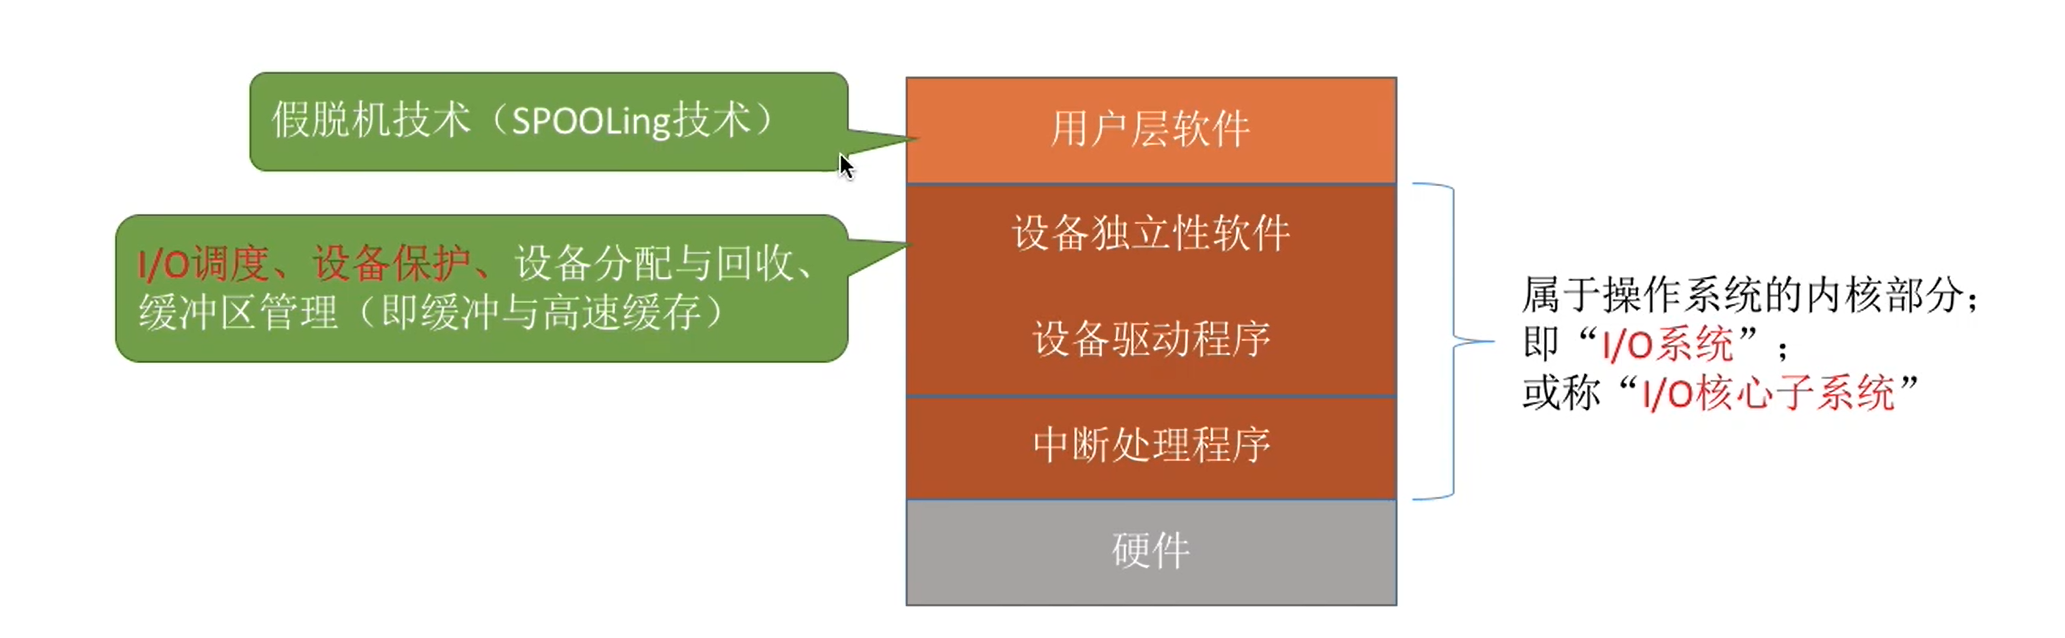 假脱机技术（SPOOLing技术）
用户层软件
I/O调度、设备保护、设备分配与回收、
缓冲区管理（即缓冲与高速缓存）
设备独立性软件
设备驱动程序
中断处理程序
硬件
属于操作系统的内核部分；
即“I/O系统”；
或称“I/O核心子系统”